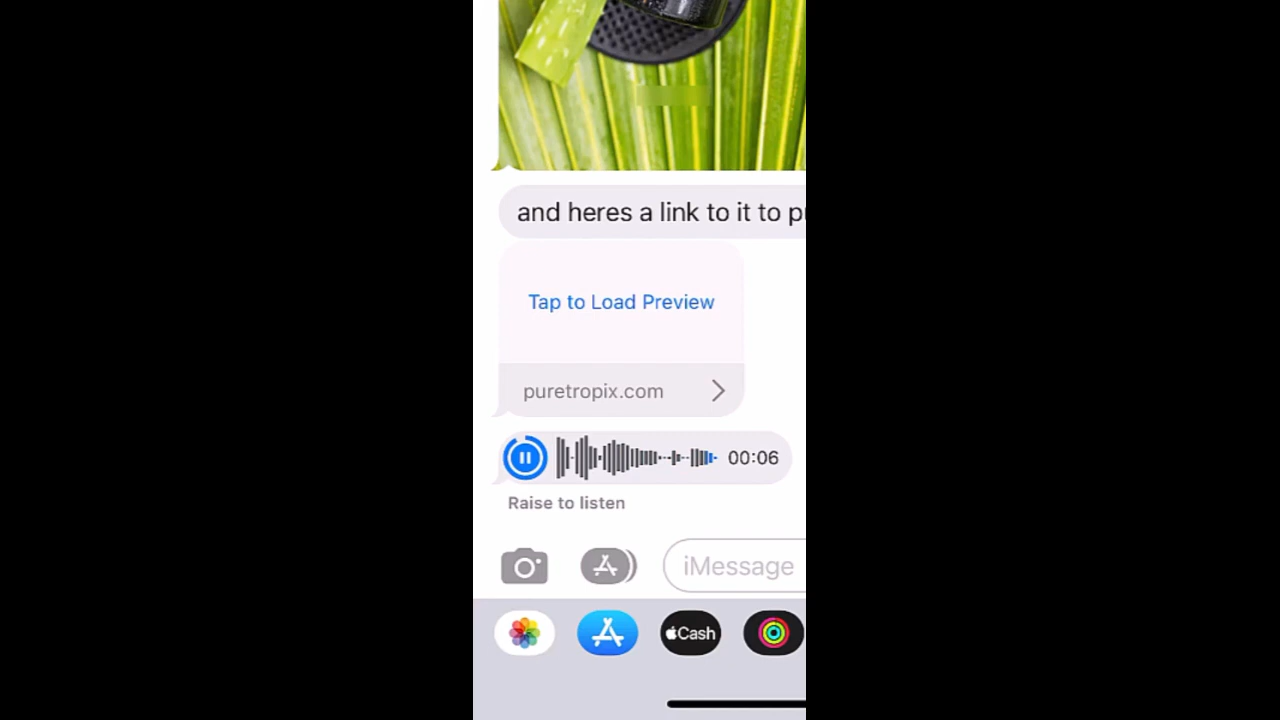 and heres a link to it to p
Tap to Load Preview
puretropix.com
00:06
Raise to listen
iMessage
Cash